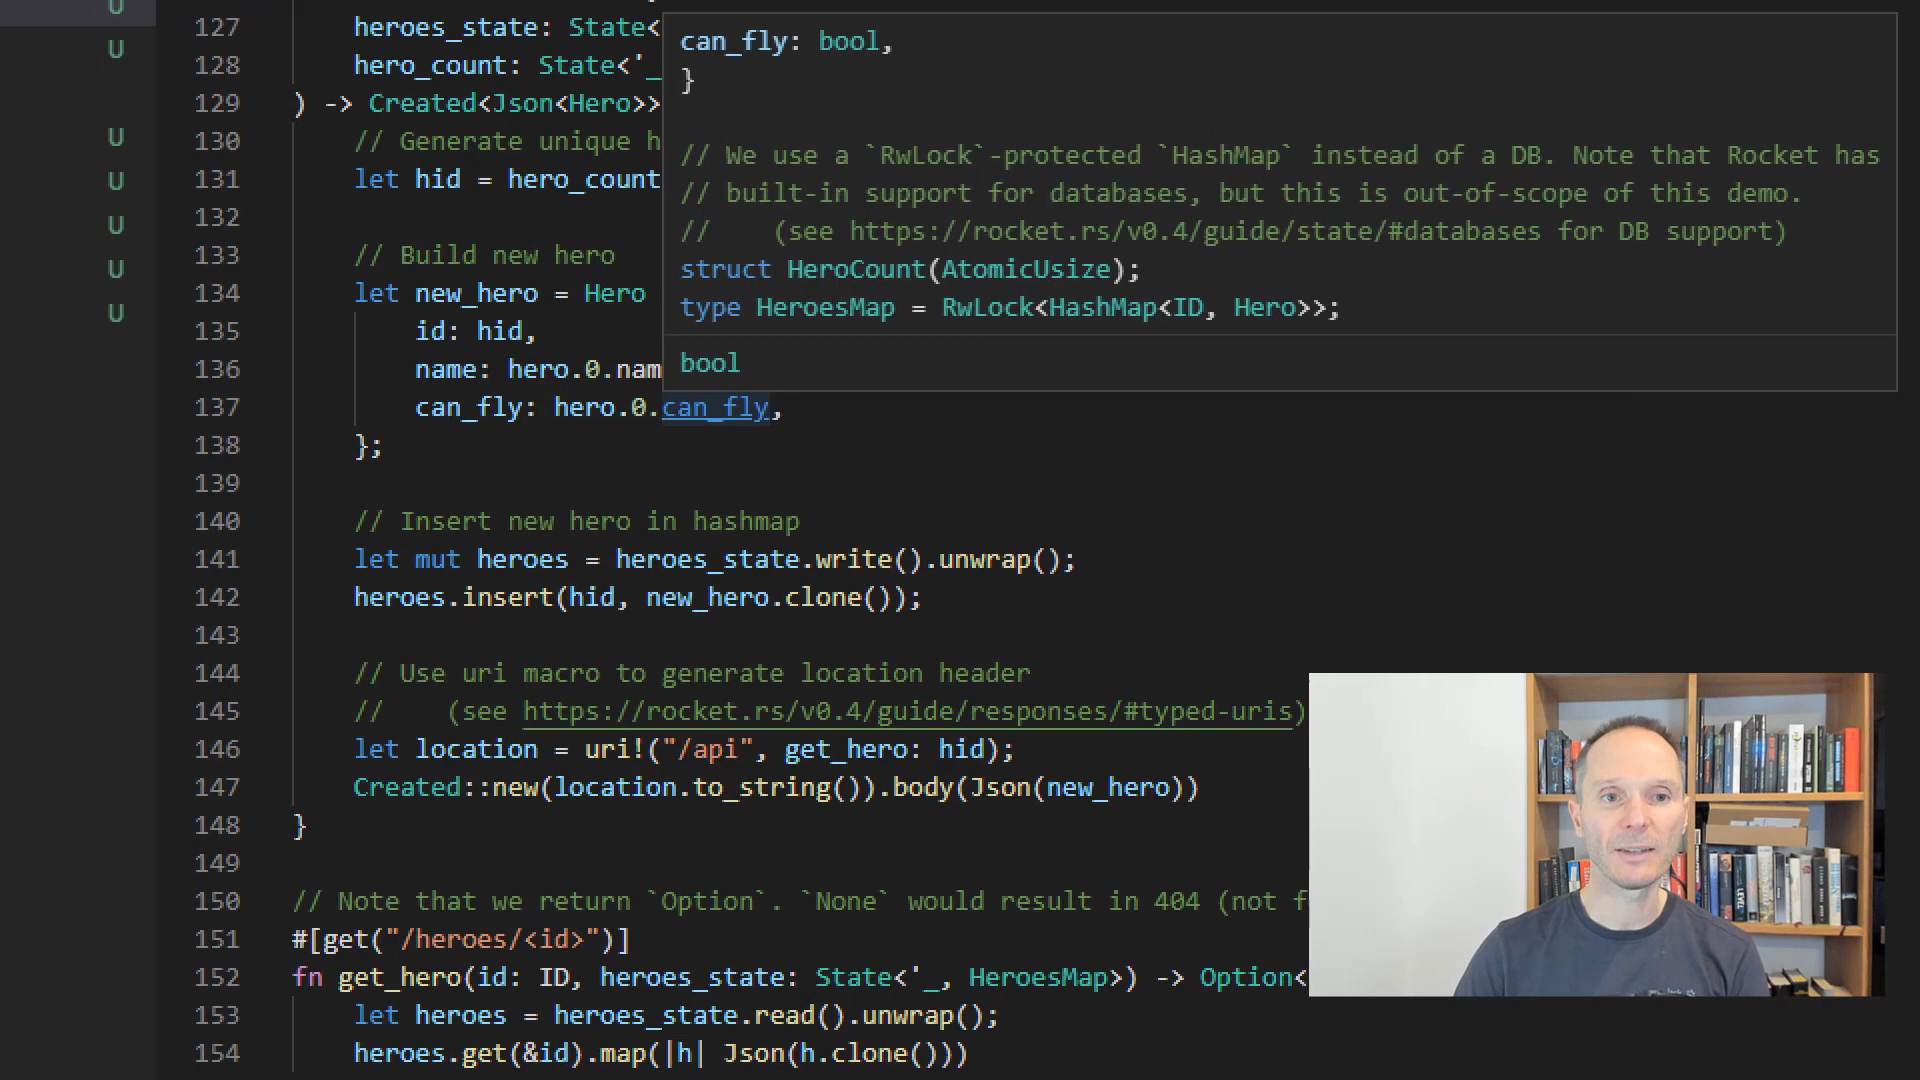 U
U
U
U
U
U
U
127 heroes_state: State<
128 hero_count: State<'_
129 ) -> Created<Json<Hero>>
130 // Generate unique h
131 let hid = hero_count
132
133 // Build new hero
134 let new_hero = Hero
135 id: hid,
136 name: hero.0.nam
137 can_fly: hero.0.can_fly,
138 };
139
140 // Insert new hero in hashmap
141 let mut heroes = heroes_state.write().unwrap();
142 heroes.insert(hid, new_hero.clone());
143
144 // Use uri macro to generate location header
145 // (see https://rocket.rs/v0.4/guide/responses/#typed-uris)
146 let location = uri!("/api", get_hero: hid);
147 Created::new(location.to_string()).body(Json(new_hero))
148 }
149
150 // Note that we return `Option`. `None` would result in 404 (not f
151 #[get("/heroes/<id>")]
152 fn get_hero(id: ID, heroes_state: State<'_, HeroesMap>) -> Option<
153 let heroes = heroes_state.read().unwrap();
154 heroes.get(&id).map(|h| Json(h.clone()))
can_fly: bool,
}
// We use a `RwLock`-protected `HashMap` instead of a DB. Note that Rocket has
// built-in support for databases, but this is out-of-scope of this demo.
// (see https://rocket.rs/v0.4/guide/state/#databases for DB support)
struct HeroCount(AtomicUsize);
type HeroesMap = RwLock<HashMap<ID, Hero>>;
bool